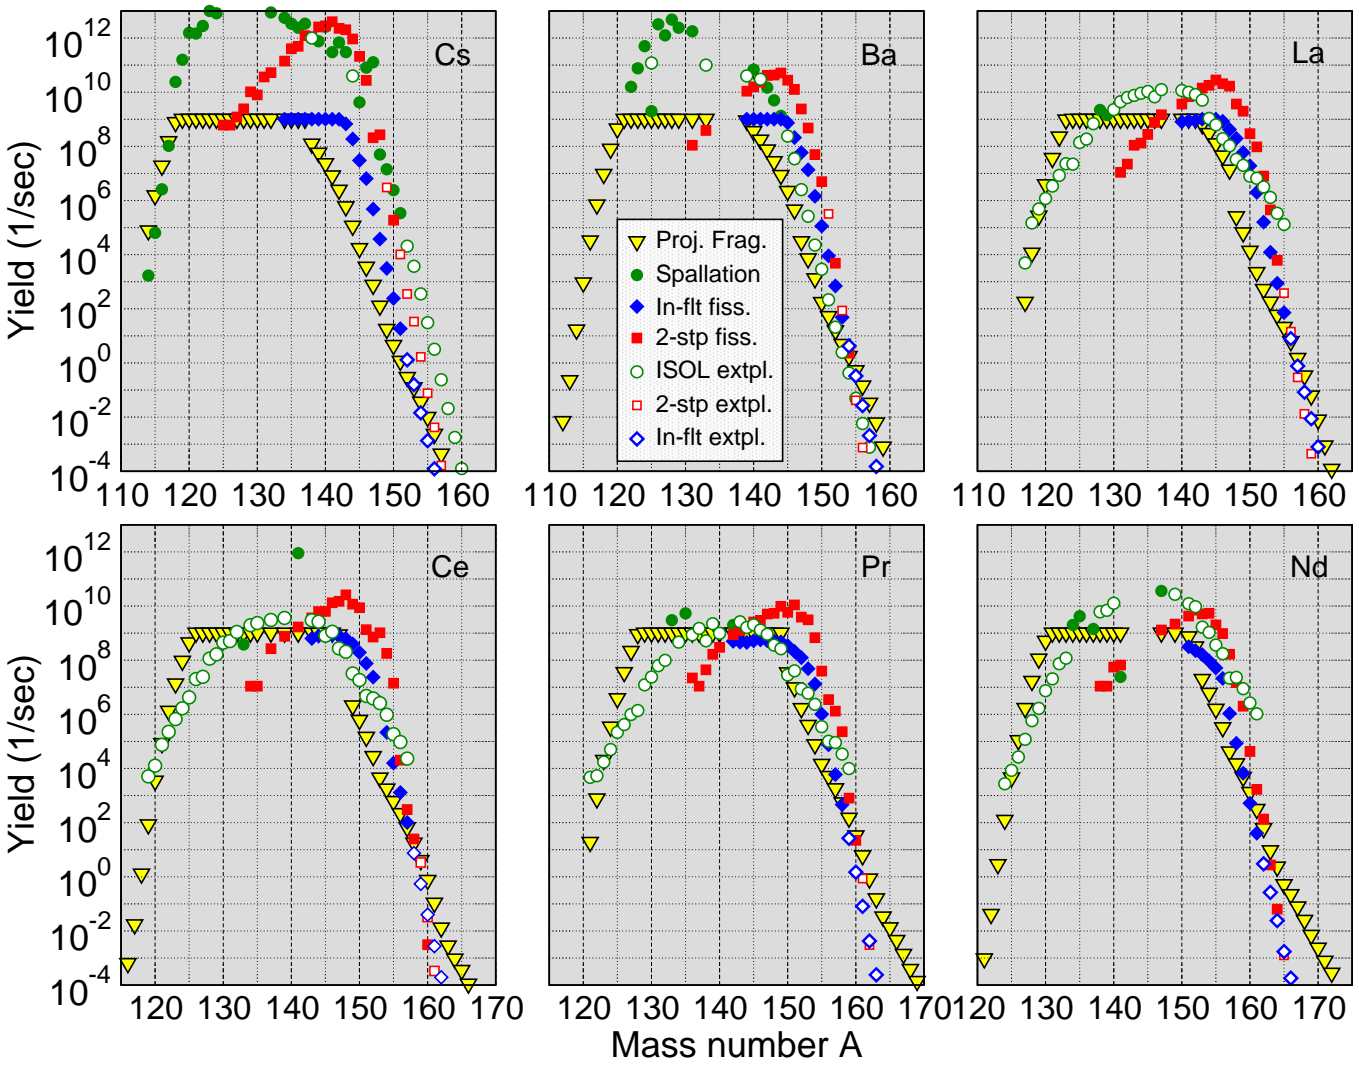 Yield (1/sec)
10^12
10^10
10^8
10^6
10^4
10^2
10^0
10^-2
10^-4
Cs
Ba
La
Proj. Frag.
Spallation
In-flt fiss.
2-stp fiss.
ISOL extpl.
2-stp extpl.
In-flt extpl.
110 120 130 140 150 160
110 120 130 140 150 160
110 120 130 140 150 160
Yield (1/sec)
10^12
10^10
10^8
10^6
10^4
10^2
10^0
10^-2
10^-4
Ce
Pr
Nd
120 130 140 150 160 170
120 130 140 150 160 170
120 130 140 150 160 170
Mass number A